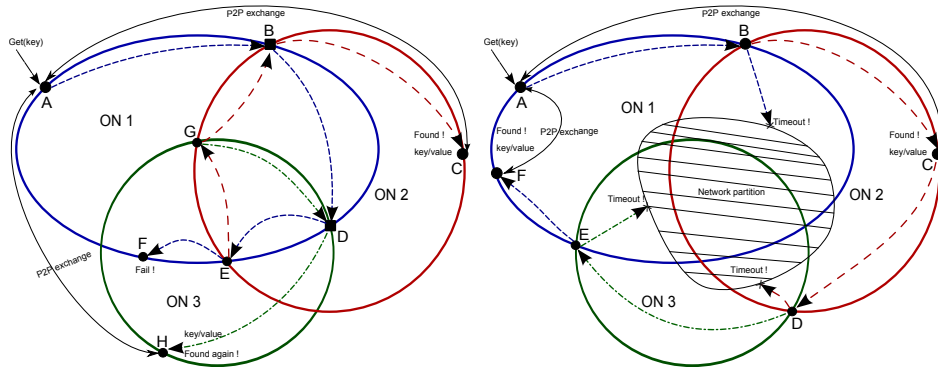 P2P exchange
B
Get(key)
A
ON 1
G
Found !
key/value
C
ON 2
D
F
Fail !
E
P2P exchange
ON 3
H
key/value
Found again !
P2P exchange
B
Get(key)
A
ON 1
Timeout !
Found !
key/value
P2P exchange
F
Found !
key/value
C
Network partition
ON 2
Timeout !
E
Timeout !
ON 3
D